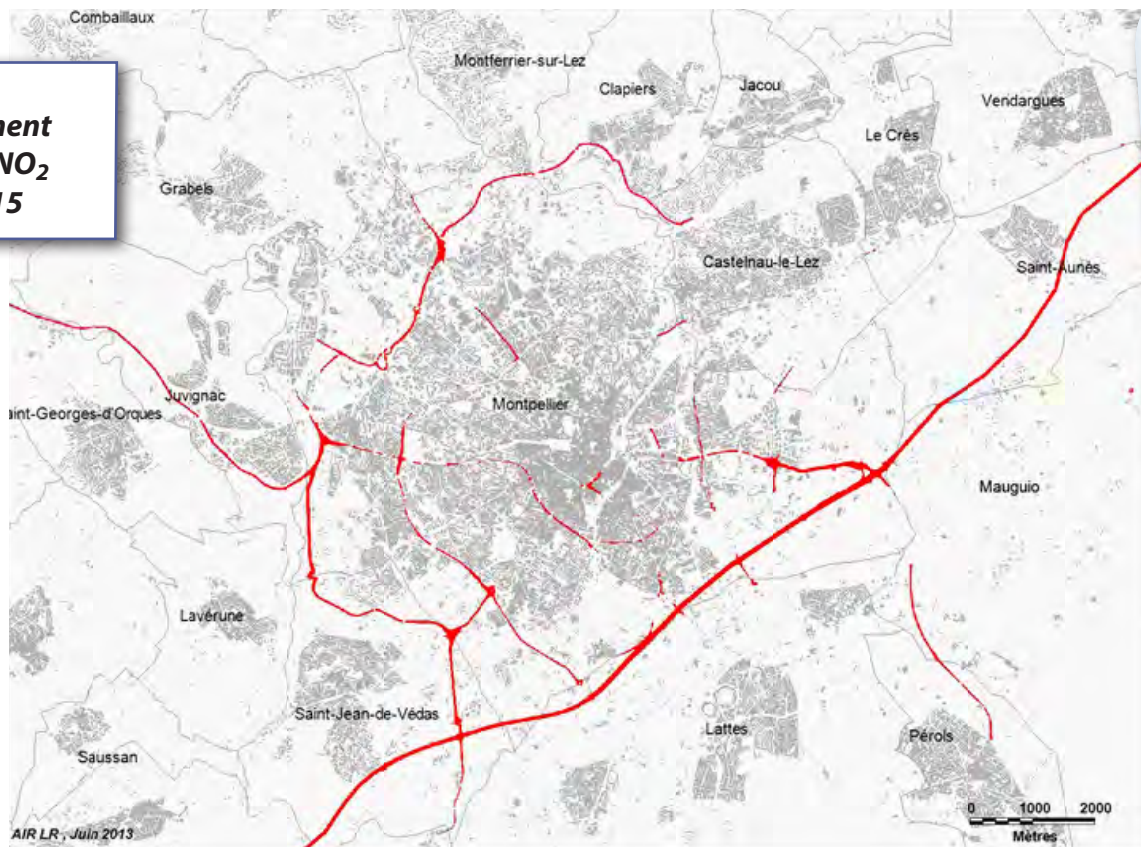 Combaillaux
Montferrier-sur-Lez
Clapiers
Jacou
Vendargues
Le Crès
NO2
15
Grabels
Castelnau-le-Lez
Saint-Aunès
Juvignac
Montpellier
aint-Georges-d'Orques
Mauguio
Lavérune
Saint-Jean-de-Védas
Lattes
Pérols
Saussan
0 1000 2000
Mètres
AIR LR , Juin 2013